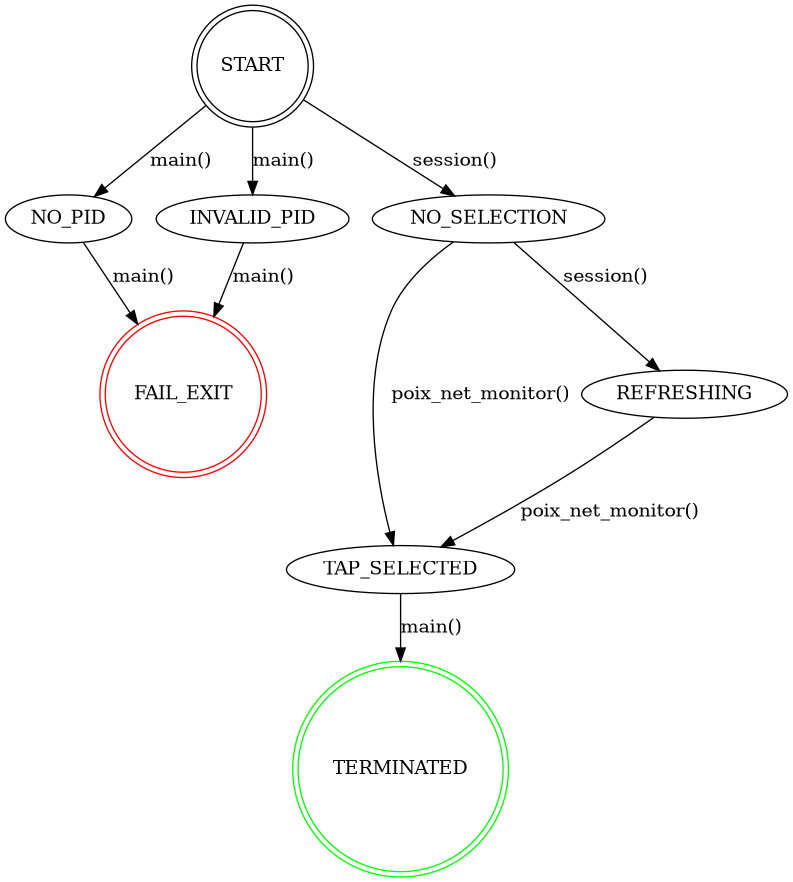 START
main()
main()
session()
NO_PID
INVALID_PID
NO_SELECTION
main()
main()
session()
FAIL_EXIT
poix_net_monitor()
REFRESHING
poix_net_monitor()
TAP_SELECTED
main()
TERMINATED